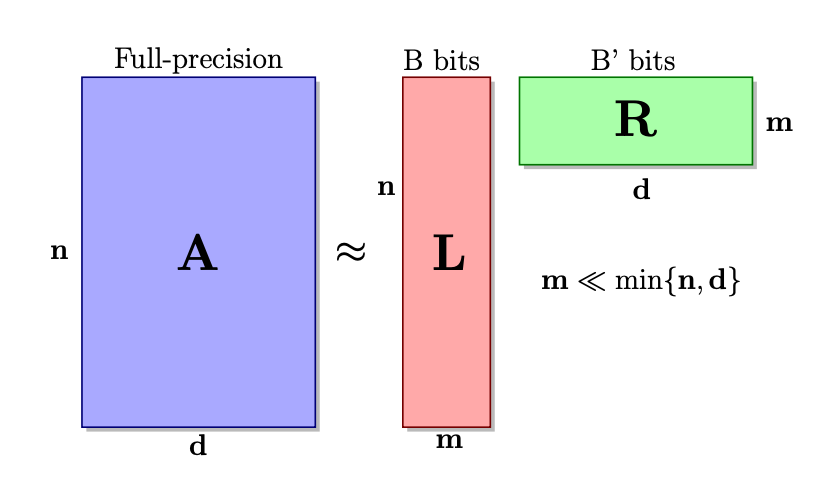 Full-precision
B bits
B’ bits
R
m
n
d
n
A
≈
L
m ≪ min{n, d}
d
m